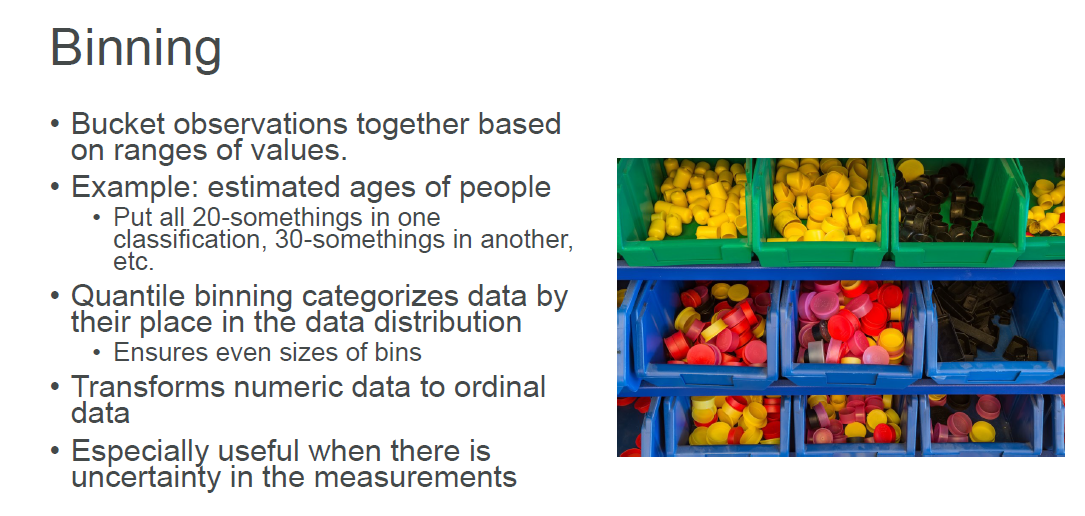 Binning
• Bucket observations together based
on ranges of values.
• Example: estimated ages of people
• Put all 20-somethings in one
classification, 30-somethings in another,
etc.
• Quantile binning categorizes data by
their place in the data distribution
• Ensures even sizes of bins
• Transforms numeric data to ordinal
data
• Especially useful when there is
uncertainty in the measurements